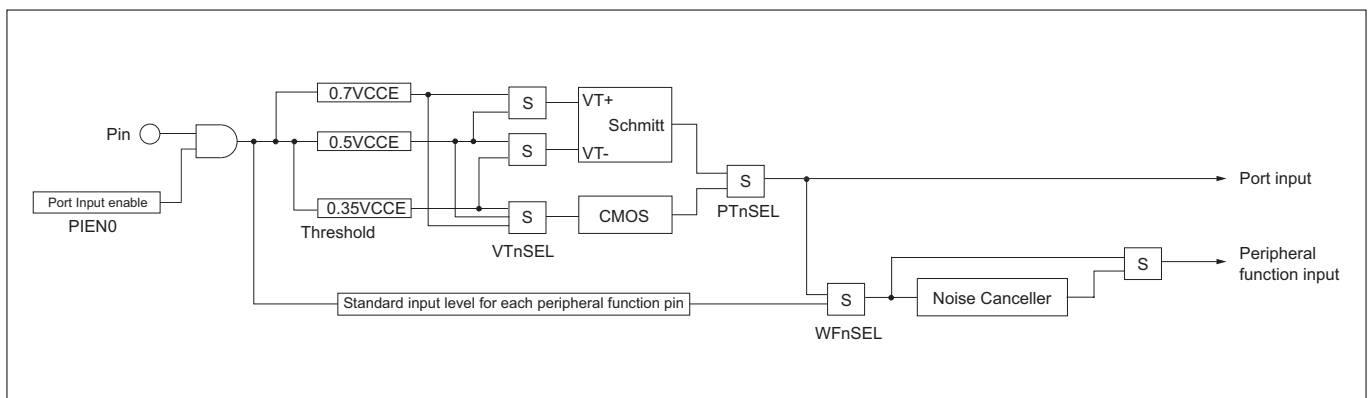 0.7VCCE
S
VT+
Schmitt
Pin
0.5VCCE
S
VT-
S
PTnSEL
Port input
Port Input enable
PIEN0
0.35VCCE
Threshold
S
VTnSEL
CMOS
S
Peripheral
function input
Standard input level for each peripheral function pin
S
WFnSEL
Noise Canceller